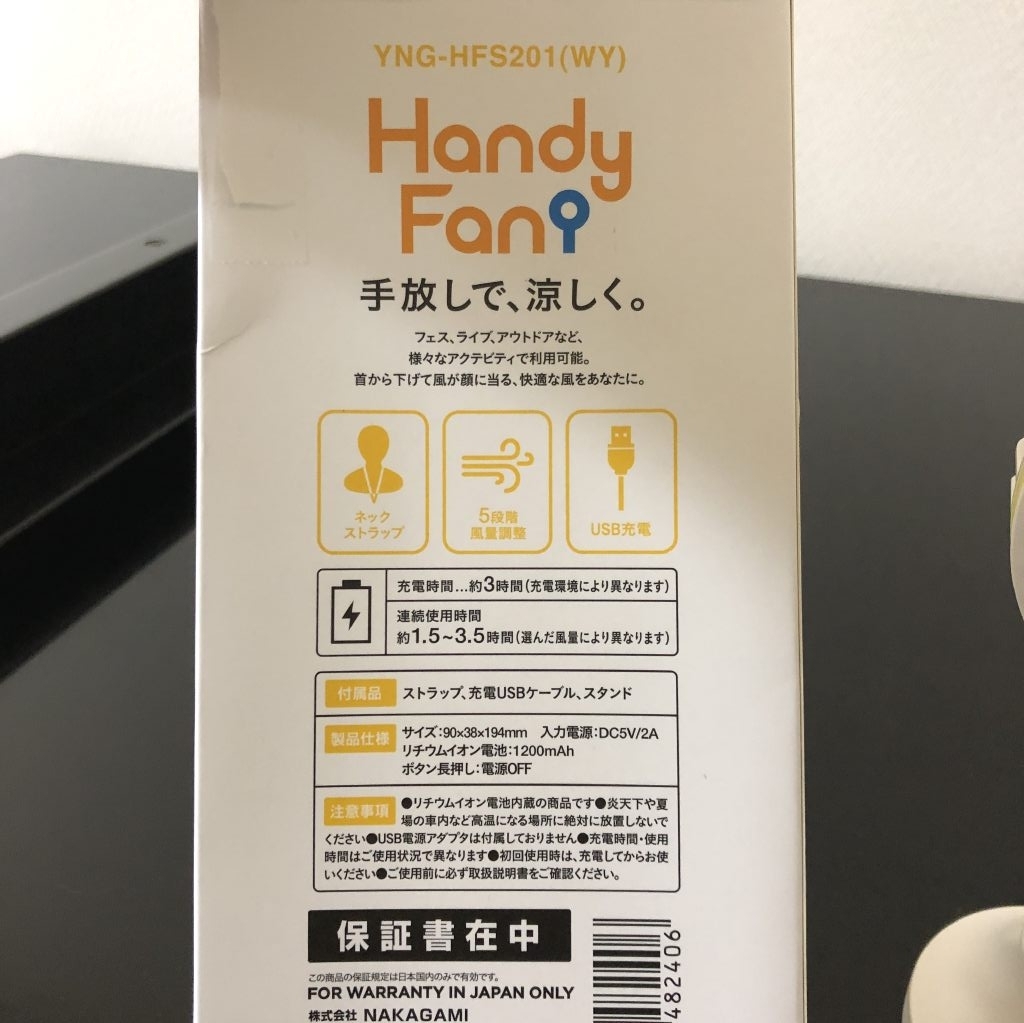 YNG-HFS201(WY)
Handy
Fan
手放しで、涼しく。
フェス、ライブ、アウトドアなど、
様々なアクテビティで利用可能。
首から下げて風が顔に当る、快適な風をあなたに。
ネック
ストラップ
5段階
風量調整
USB充電
充電時間…約3時間(充電環境により異なります)
連続使用時間
約1.5~3.5時間(選んだ風量により異なります)
付属品 ストラップ、充電USBケーブル、スタンド
製品仕様 サイズ:90×38×194mm 入力電源:DC5V/2A
リチウムイオン電池:1200mAh
ボタン長押し:電源OFF
注意事項 ●リチウムイオン電池内蔵の商品です●炎天下や夏
場の車内など高温になる場所に絶対に放置しないで
ください●USB電源アダプタは付属しておりません●充電時間・使用
時間はご使用状況で異なります●初回使用時は、充電してからお使
いください●ご使用前に必ず取扱説明書をご確認ください。
保証書在中
この商品の保証規定は日本国内のみで有効です。
FOR WARRANTY IN JAPAN ONLY
株式会社 NAKAGAMI
482406